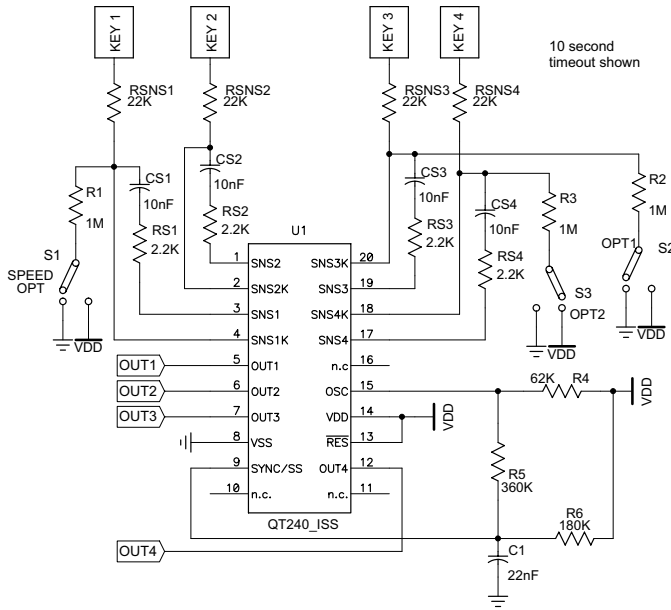 KEY 1
KEY 2
KEY 3
KEY 4
10 second
timeout shown
RSNS1
22K
RSNS2
22K
RSNS3
22K
RSNS4
22K
CS1
10nF
CS2
10nF
CS3
10nF
CS4
10nF
R1
1M
RS1
2.2K
RS2
2.2K
RS3
2.2K
RS4
2.2K
R3
1M
R2
1M
S1
SPEED
OPT
VDD
S3
OPT2
VDD
OPT1
S2
VDD
U1
1 SNS2
2 SNS2K
3 SNS1
4 SNS1K
5 OUT1
6 OUT2
7 OUT3
8 VSS
9 SYNC/SS
10 n.c.
SNS3K 20
SNS3 19
SNS4K 18
SNS4 17
n.c 16
OSC 15
VDD 14
RES 13
OUT4 12
n.c. 11
QT240_ISS
OUT1
OUT2
OUT3
OUT4
VDD
62K R4
VDD
R5
360K
R6
180K
C1
22nF